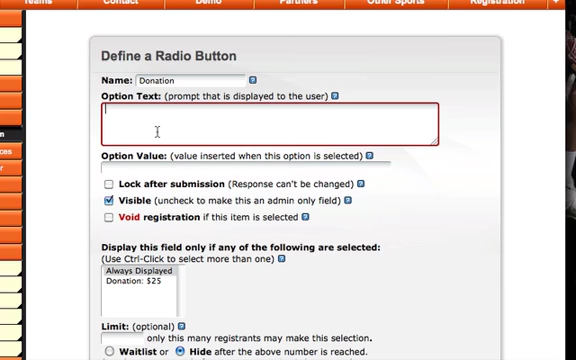 Teams Contact Demo Partners Other Sports Registration +
Define a Radio Button
Name: Donation ?
Option Text: (prompt that is displayed to the user) ?
Option Value: (value inserted when this option is selected) ?
Lock after submission (Response can't be changed) ?
Visible (uncheck to make this an admin only field) ?
Void registration if this item is selected ?
Display this field only if any of the following are selected:
(Use Ctrl-Click to select more than one) ?
Always Displayed
Donation: $25
Limit: (optional) ?
only this many registrants may make this selection.
Waitlist or Hide after the above number is reached.